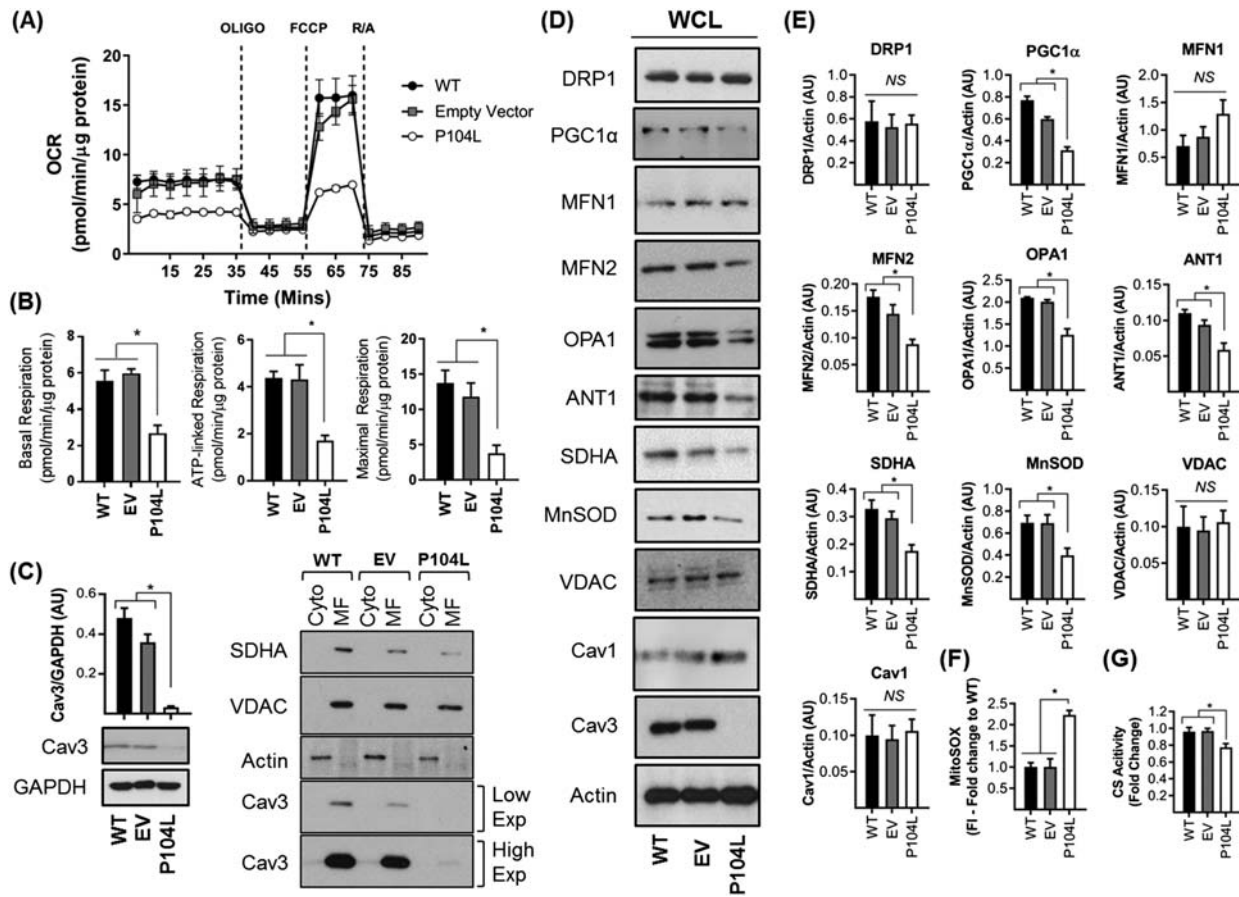 (A)
OLIGO FCCP R/A
20
15
10
5
0
OCR
(pmol/min/μg protein)
15 25 35 45 55 65 75 85
Time (Mins)
WT
Empty Vector
P104L
(B)
Basal Respiration
(pmol/min/μg protein)
8
6
4
2
0
*
WT EV P104L
ATP-linked Respiration
(pmol/min/μg protein)
6
4
2
0
*
WT EV P104L
Maximal Respiration
(pmol/min/μg protein)
20
15
10
5
0
*
WT EV P104L
(C)
Cav3/GAPDH (AU)
0.6
0.4
0.2
*
Cav3
GAPDH
WT EV P104L
WT EV P104L
Cyto MF Cyto MF Cyto MF
SDHA
VDAC
Actin
Cav3
Low
Exp
Cav3
High
Exp
(D)
WCL
DRP1
PGC1α
MFN1
MFN2
OPA1
ANT1
SDHA
MnSOD
VDAC
Cav1
Cav3
Actin
WT EV P104L
(E)
DRP1
DRP1/Actin (AU)
1.0
0.8
0.6
0.4
0.2
NS
WT EV P104L
PGC1α
PGC1α/Actin (AU)
1.0
0.8
0.6
0.4
0.2
*
WT EV P104L
MFN1
MFN1/Actin (AU)
2.0
1.5
1.0
0.5
NS
WT EV P104L
MFN2
MFN2/Actin (AU)
0.20
0.15
0.10
0.05
*
WT EV P104L
OPA1
OPA1/Actin (AU)
2.5
2.0
1.5
1.0
0.5
*
WT EV P104L
ANT1
ANT1/Actin (AU)
0.15
0.10
0.05
*
WT EV P104L
SDHA
SDHA/Actin (AU)
0.4
0.3
0.2
0.1
*
WT EV P104L
MnSOD
MnSOD/Actin (AU)
1.0
0.8
0.6
0.4
0.2
*
WT EV P104L
VDAC
VDAC/Actin (AU)
0.15
0.10
0.05
NS
WT EV P104L
Cav1
Cav1/Actin (AU)
0.15
0.10
0.05
NS
WT EV P104L
(F)
MitoSOX
(FI - Fold change to WT)
2.5
2.0
1.5
1.0
0.5
*
WT EV P104L
(G)
CS Acitivity
(Fold Change)
1.0
0.8
0.6
0.4
0.2
*
WT EV P104L